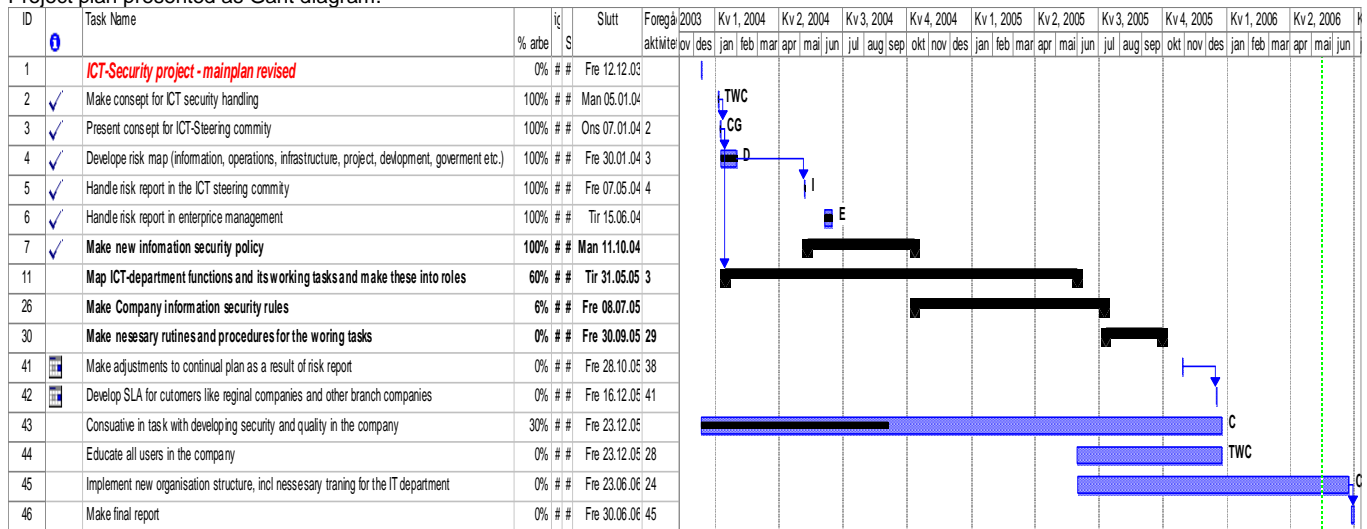 Project plan presented as Gant diagram.
ID Task Name % arbe S Slutt Foregå aktivitet 2003 Kv 1, 2004 Kv 2, 2004 Kv 3, 2004 Kv 4, 2004 Kv 1, 2005 Kv 2, 2005 Kv 3, 2005 Kv 4, 2005 Kv 1, 2006 Kv 2, 2006 K
ov des jan feb mar apr mai jun jul aug sep okt nov des jan feb mar apr mai jun jul aug sep okt nov des jan feb mar apr mai jun
1 ICT-Security project - mainplan revised 0% # # Fre 12.12.03
2 Make concept for ICT security handling 100% # # Man 05.01.04 TWC
3 Present concept for ICT-Steering commity 100% # # Ons 07.01.04 2 CG
4 Develope risk map (information, operations, infrastructure, project, devlopment, goverment etc.) 100% # # Fre 30.01.04 3 D
5 Handle risk report in the ICT steering commity 100% # # Fre 07.05.04 4 I
6 Handle risk report in enterprice management 100% # # Tir 15.06.04 E
7 Make new infomation security policy 100% # # Man 11.10.04
11 Map ICT-department functions and its working tasks and make these into roles 60% # # Tir 31.05.05 3
26 Make Company information security rules 6% # # Fre 08.07.05
30 Make nesesary rutines and procedures for the woring tasks 0% # # Fre 30.09.05 29
41 Make adjustments to continual plan as a result of risk report 0% # # Fre 28.10.05 38
42 Develop SLA for cutomers like reginal companies and other branch companies 0% # # Fre 16.12.05 41
43 Consuative in task with developing security and quality in the company 30% # # Fre 23.12.05 C
44 Educate all users in the company 0% # # Fre 23.12.05 28 TWC
45 Implement new organisation structure, incl nessesary traning for the IT department 0% # # Fre 23.06.06 24 C
46 Make final report 0% # # Fre 30.06.06 45